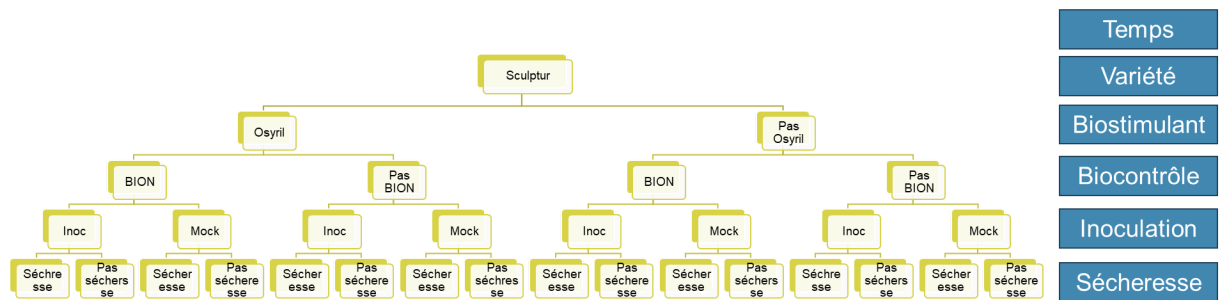 Temps
Sculptur
Variété
Osyril
Pas
Osyril
Biostimulant
BION
Pas
BION
BION
Pas
BION
Biocontrôle
Inoc
Mock
Inoc
Mock
Inoc
Mock
Inoc
Mock
Inoculation
Séchre
sse
Pas
séchers
se
Sécher
esse
Pas
séchere
sse
Sécher
esse
Pas
séchere
sse
Sécher
esse
Pas
séchres
se
Sécher
esse
Pas
séchere
sse
Sécher
esse
Pas
séchere
sse
Séchre
sse
Pas
séchers
se
Sécher
esse
Pas
séchere
sse
Sécheresse